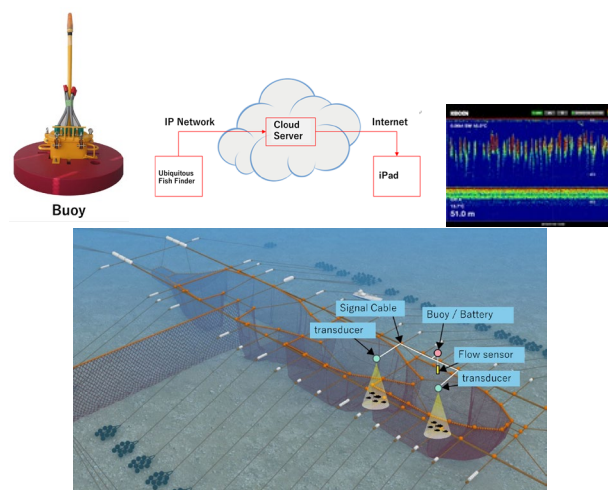 IP Network
Cloud
Server
Internet
Ubiquitous
Fish Finder
iPad
Buoy
51.0 m
Signal Cable
Buoy / Battery
transducer
Flow sensor
transducer